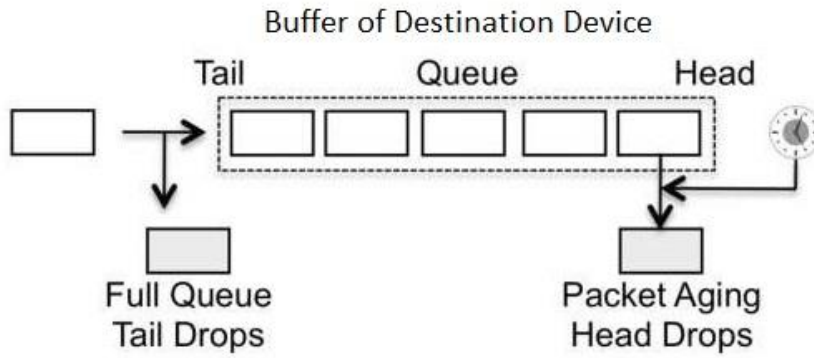 Buffer of Destination Device
Tail Queue Head
Full Queue
Tail Drops
Packet Aging
Head Drops